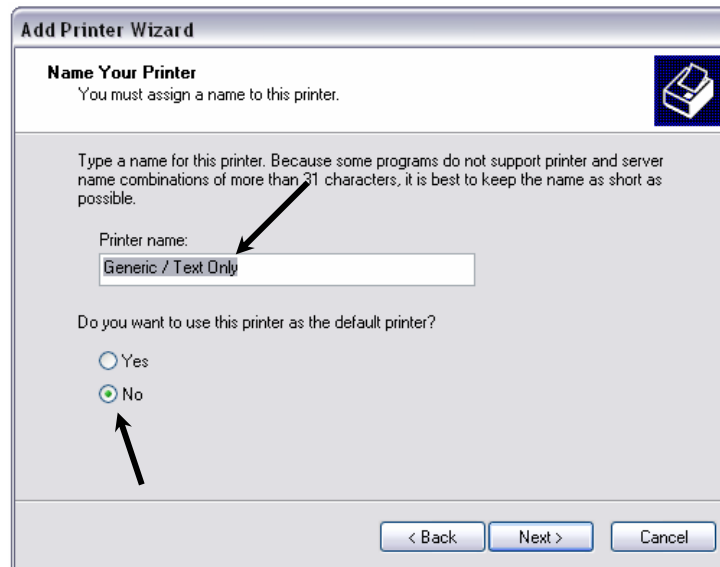 Add Printer Wizard
Name Your Printer
You must assign a name to this printer.
Type a name for this printer. Because some programs do not support printer and server
name combinations of more than 31 characters, it is best to keep the name as short as
possible.
Printer name:
Generic / Text Only
Do you want to use this printer as the default printer?
Yes
No
< Back
Next >
Cancel